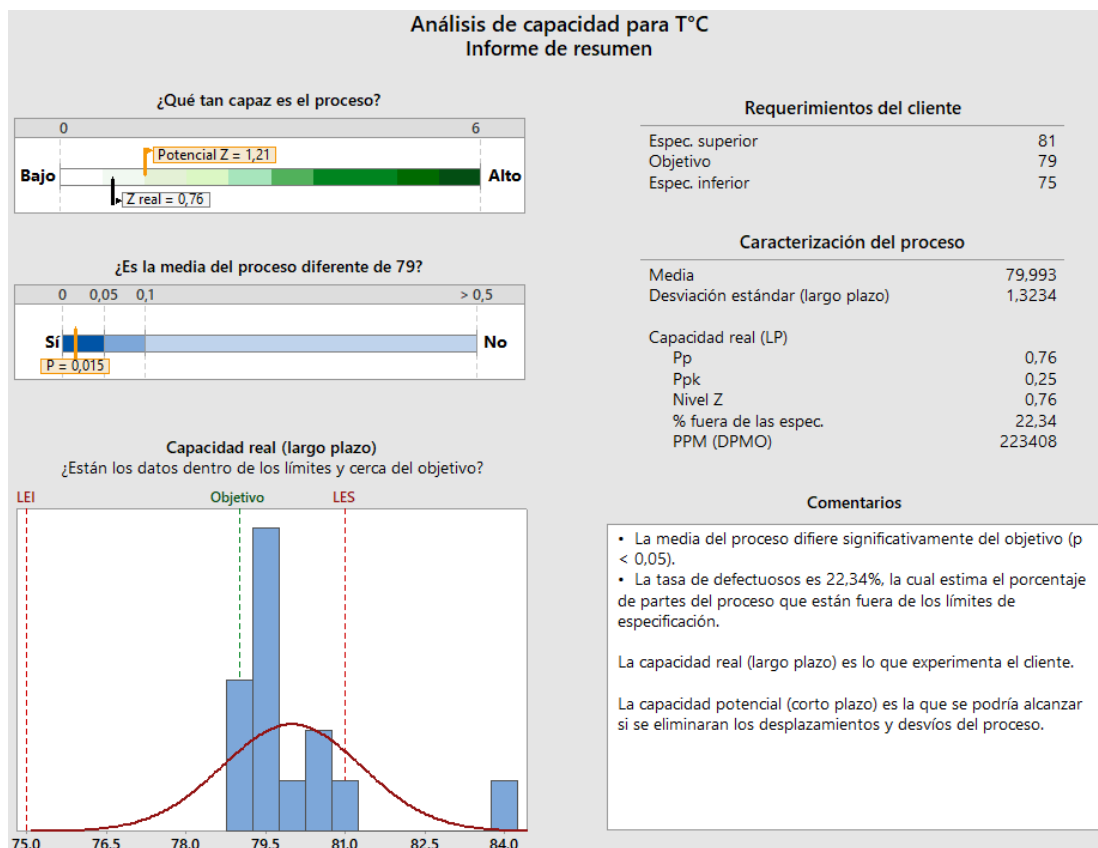 Análisis de capacidad para T°C
Informe de resumen
¿Qué tan capaz es el proceso?
0 6
Potencial Z = 1,21
Bajo Alto
Z real = 0,76
¿Es la media del proceso diferente de 79?
0 0,05 0,1 > 0,5
Sí No
P = 0,015
Capacidad real (largo plazo)
¿Están los datos dentro de los límites y cerca del objetivo?
LEI Objetivo LES
75.0 76.5 78.0 79.5 81.0 82.5 84.0
Requerimientos del cliente
Espec. superior 81
Objetivo 79
Espec. inferior 75
Caracterización del proceso
Media 79,993
Desviación estándar (largo plazo) 1,3234
Capacidad real (LP)
Pp 0,76
Ppk 0,25
Nivel Z 0,76
% fuera de las espec. 22,34
PPM (DPMO) 223408
Comentarios
• La media del proceso difiere significativamente del objetivo (p
< 0,05).
• La tasa de defectuosos es 22,34%, la cual estima el porcentaje
de partes del proceso que están fuera de los límites de
especificación.
La capacidad real (largo plazo) es lo que experimenta el cliente.
La capacidad potencial (corto plazo) es la que se podría alcanzar
si se eliminaran los desplazamientos y desvíos del proceso.